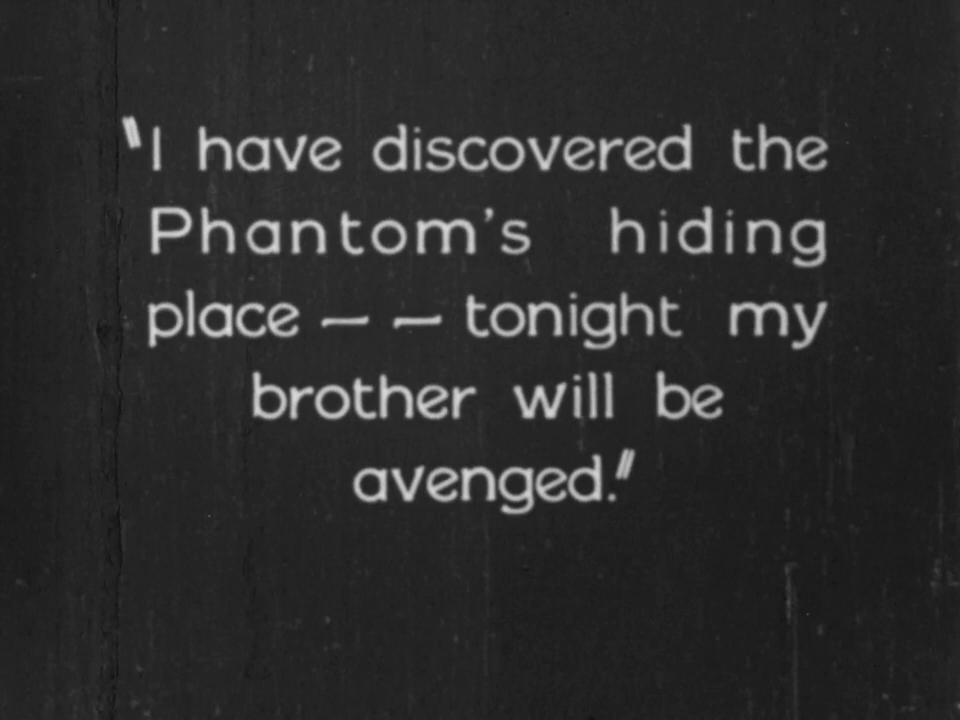 "I have discovered the
Phantom's hiding
place — — tonight my
brother will be
avenged."